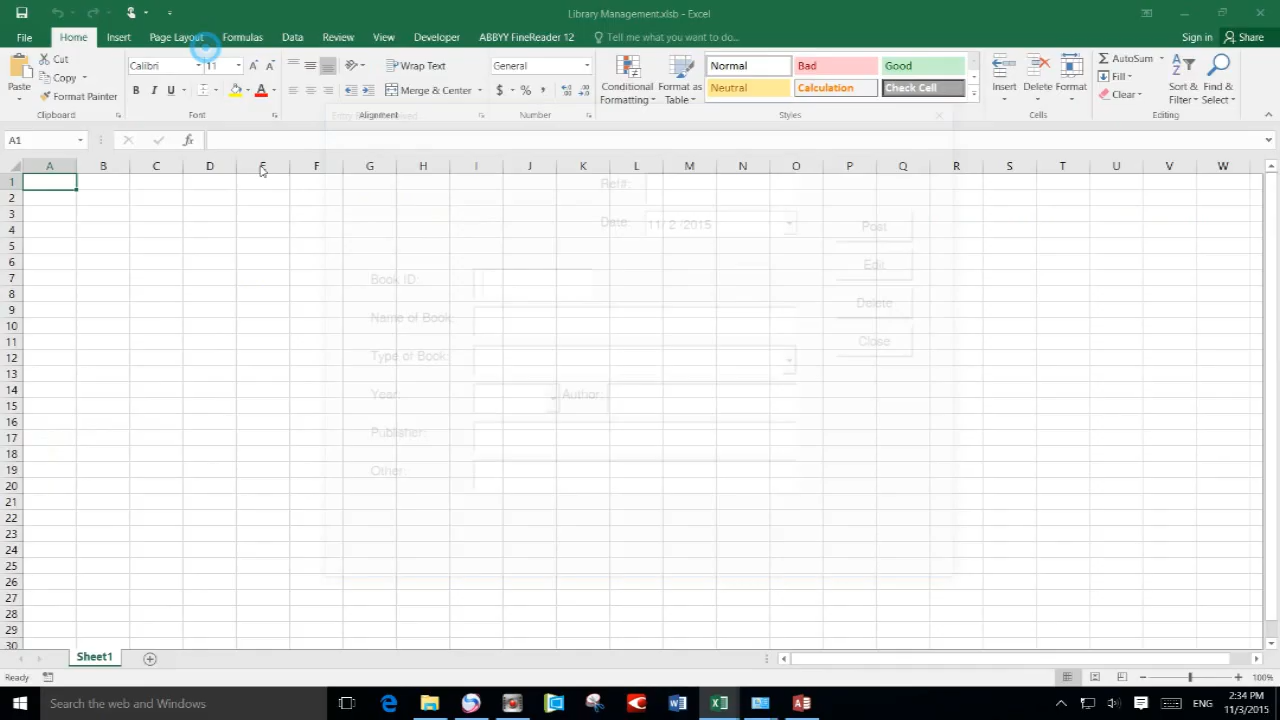 Library Management.xlsb - Excel
File Home Insert Page Layout Formulas Data Review View Developer ABBYY FineReader 12 Tell me what you want to do... Sign in Share
Paste
Cut
Copy
Format Painter
Calibri 11
B I U
Wrap Text
Merge & Center
General
$ % ,
Conditional Formatting
Format as Table
Normal Bad Good
Neutral Calculation Check Cell
Insert Delete Format
AutoSum
Fill
Clear
Sort & Filter
Find & Select
Clipboard Font Alignment Number Styles Cells Editing
A1 fx
A B C D E F G H I J K L M N O P Q R S T U V W
1
2
3
4
5
6
7
8
9
10
11
12
13
14
15
16
17
18
19
20
21
22
23
24
25
26
27
28
29
30
Ref#:
Date: 11/ 2 /2015
Post
Edit
Delete
Close
Book ID:
Name of Book:
Type of Book:
Year: Author:
Publisher:
Other:
Sheet1
Ready 100%
Search the web and Windows
ENG
2:34 PM
11/3/2015